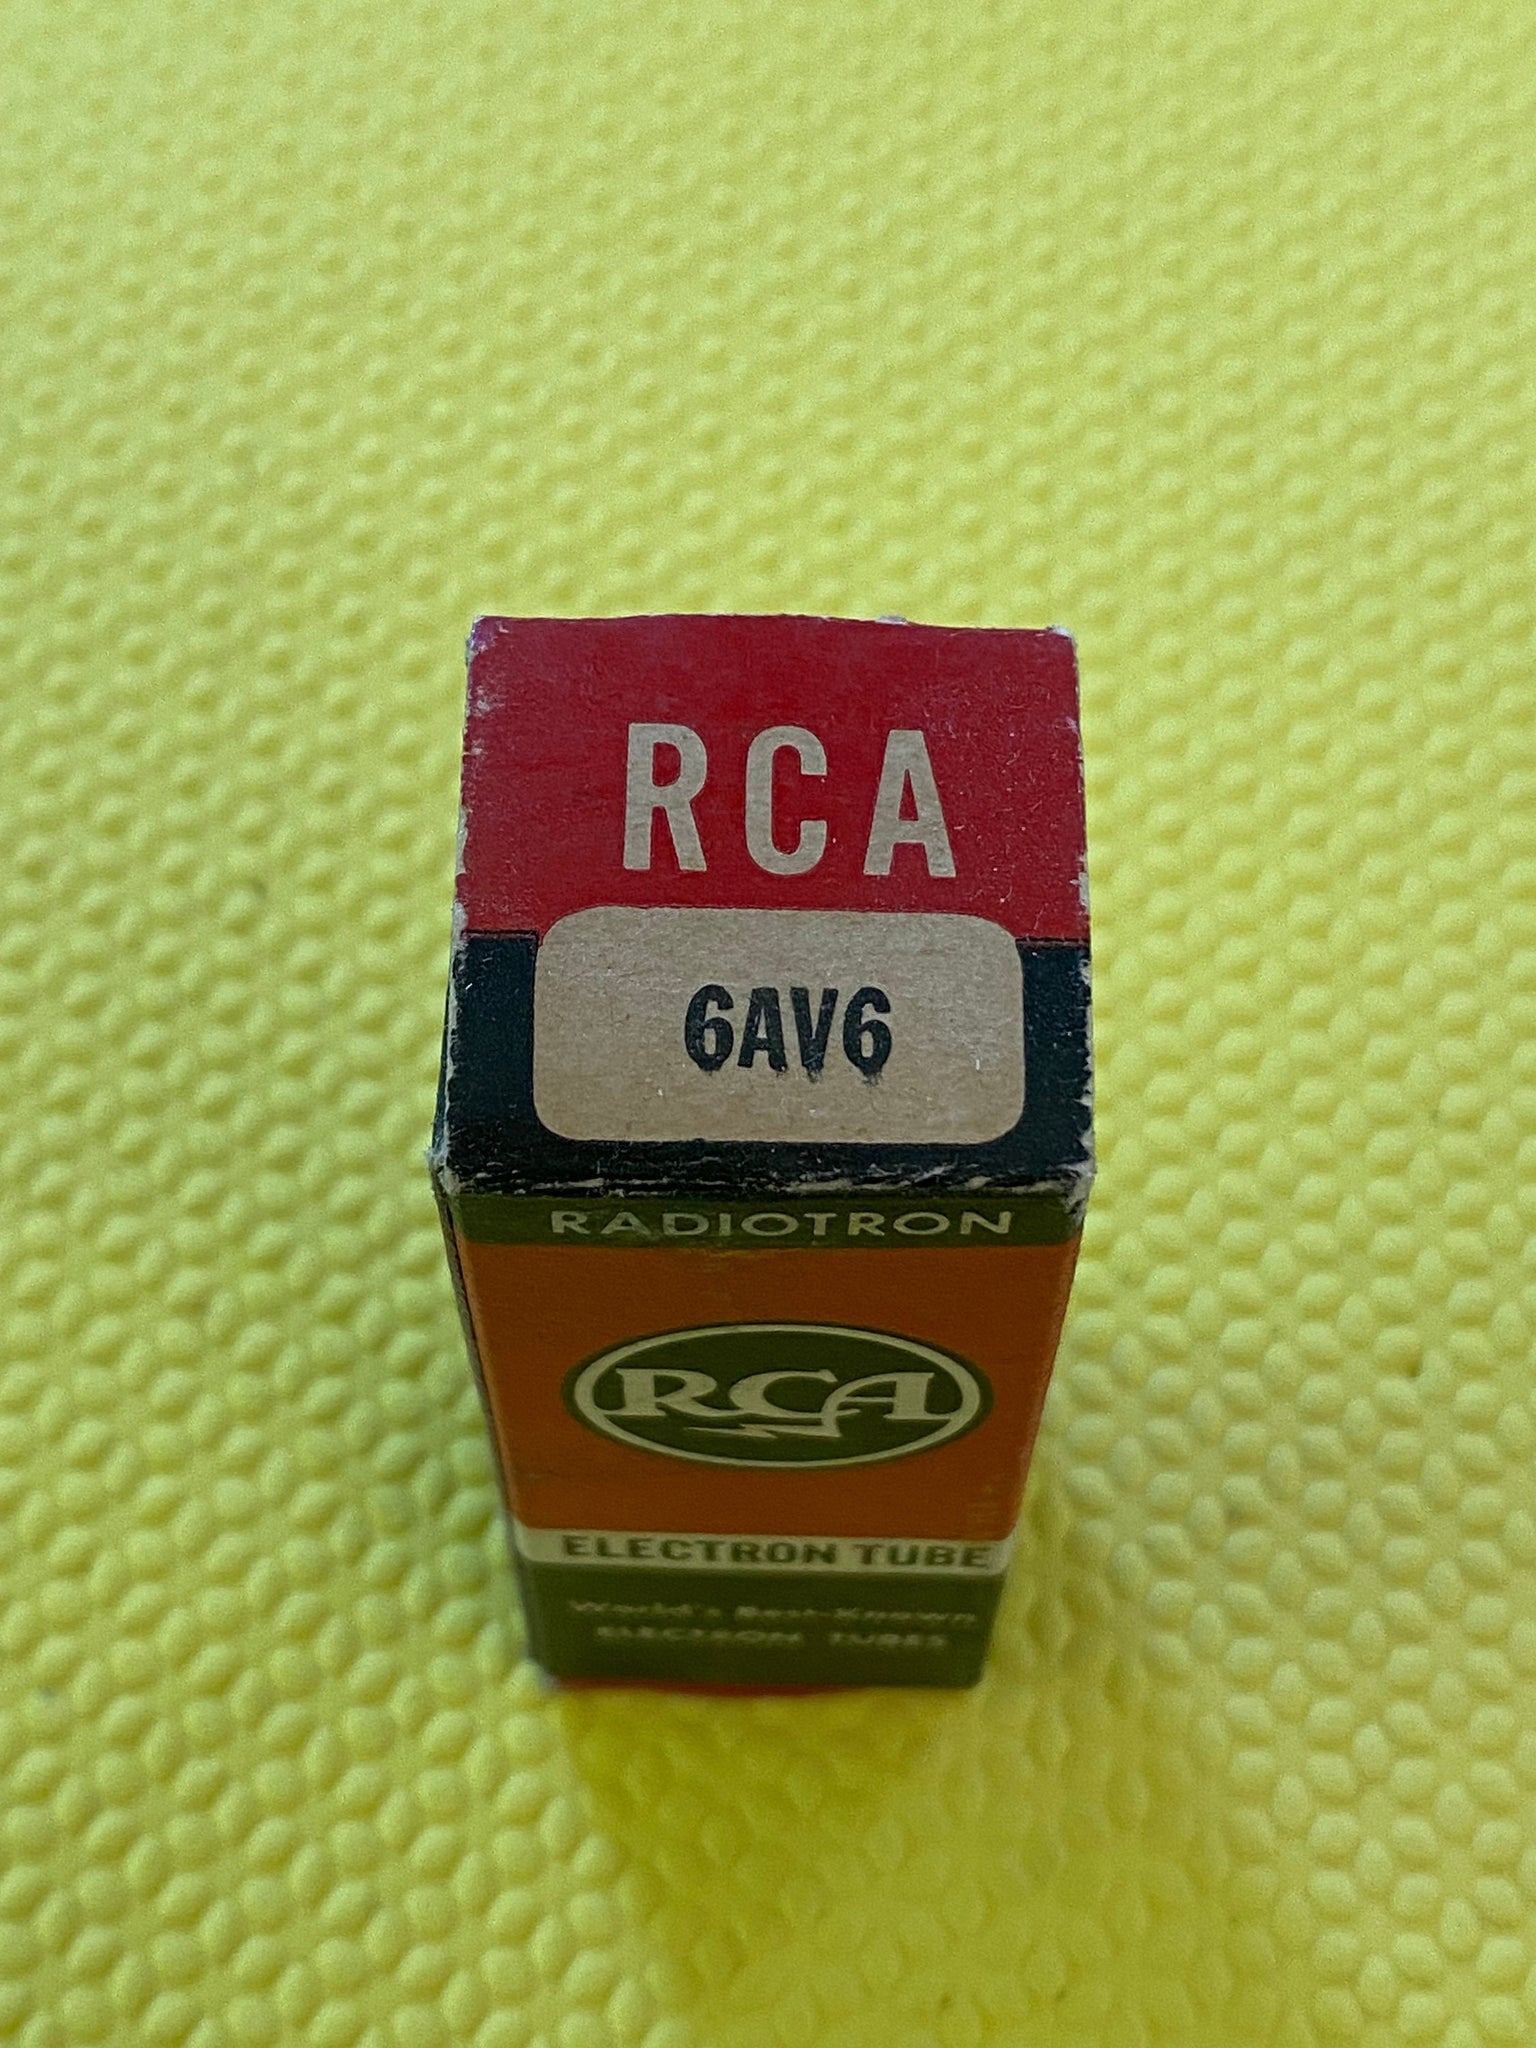 RCA
6AV6
RADIOTRON
RCA
ELECTRON TUBE
World's Best-Known
ELECTRON TUBES